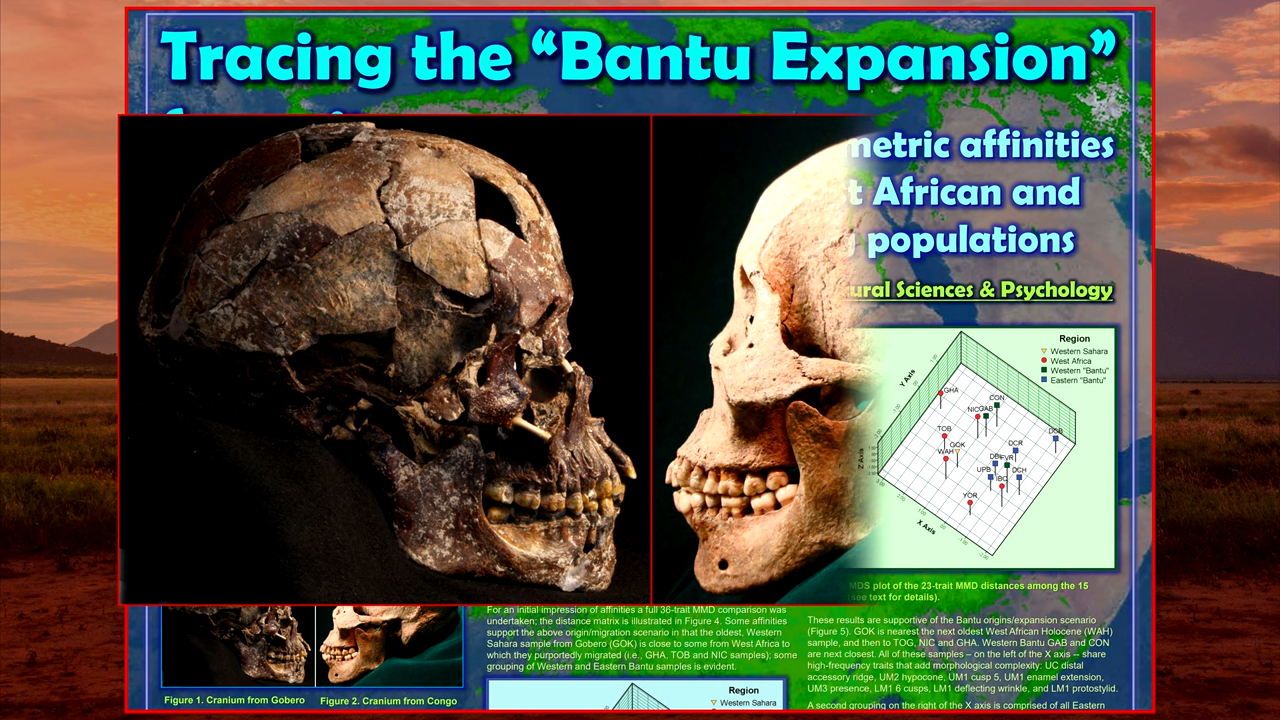 Tracing the “Bantu Expansion”
metric affinities
t African and
populations
ural Sciences & Psychology
Region
Western Sahara
West Africa
Western "Bantu"
Eastern "Bantu"
Y Axis
Z Axis
X Axis
GHA
CON
NIC
GAB
TOB
GOK
WAH
DCR
UPB
DCH
YOR
MDS plot of the 23-trait MMD distances among the 15
(see text for details).
For an initial impression of affinities a full 36-trait MMD comparison was
undertaken; the distance matrix is illustrated in Figure 4. Some affinities
support the above origin/migration scenario in that the oldest, Western
Sahara sample from Gobero (GOK) is close to some from West Africa to
which they purportedly migrated (i.e., GHA, TOB and NIC samples); some
grouping of Western and Eastern Bantu samples is evident.
These results are supportive of the Bantu origins/expansion scenario
(Figure 5). GOK is nearest the next oldest West African Holocene (WAH)
sample, and then to TOG, NIC and GHA. Western Bantu GAB and CON
are next closest. All of these samples – on the left of the X axis – share
high-frequency traits that add morphological complexity: UC distal
accessory ridge, UM2 hypocone, UM1 cusp 5, UM1 enamel extension,
UM3 presence, LM1 6 cusps, LM1 deflecting wrinkle, and LM1 protostylid.
A second grouping on the right of the X axis is comprised of all Eastern
Figure 1. Cranium from Gobero
Figure 2. Cranium from Congo
Region
Western Sahara